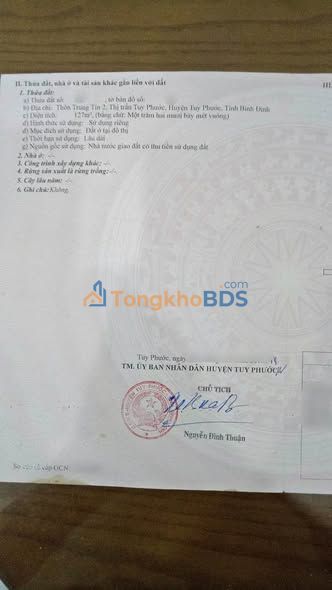 II. Thửa đất, nhà ở và tài sản khác gắn liền với đất
1. Thửa đất:
a) Thửa đất số: , tờ bản đồ số:
b) Địa chỉ: Thôn Trung Tín 2, Thị trấn Tuy Phước, Huyện Tuy Phước, Tỉnh Bình Định
c) Diện tích: 127m², (bằng chữ: Một trăm hai mươi bảy mét vuông)
d) Hình thức sử dụng: Sử dụng riêng
đ) Mục đích sử dụng: Đất ở tại đô thị
e) Thời hạn sử dụng: Lâu dài
g) Nguồn gốc sử dụng: Nhà nước giao đất có thu tiền sử dụng đất
2. Nhà ở: -/-
3. Công trình xây dựng khác: -/-
4. Rừng sản xuất là rừng trồng: -/-
5. Cây lâu năm: -/-
6. Ghi chú: Không.
TongkhoBDS
Tuy Phước, ngày
TM. ỦY BAN NHÂN DÂN HUYỆN TUY PHƯỚC
CHỦ TỊCH
Nguyễn Đình Thuận
Số vào sổ cấp GCN: